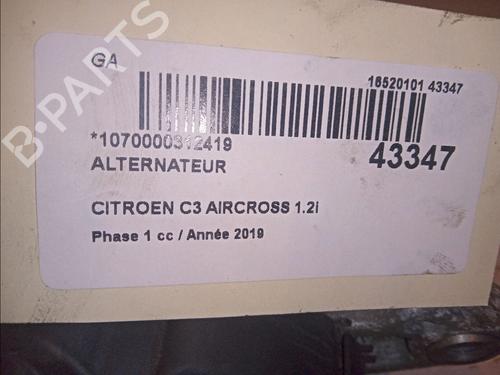 GA
16520101 43347
*1070000312419
43347
ALTERNATEUR
CITROEN C3 AIRCROSS 1.2i
Phase 1 cc / Année 2019
B-PARTS